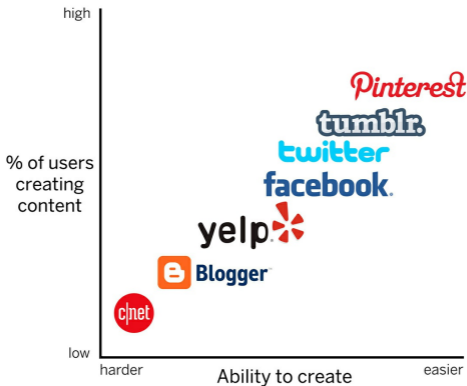 high
Pinterest
tumblr.
twitter
% of users
creating
content
facebook
yelp
Blogger
c|net
low
harder
Ability to create
easier